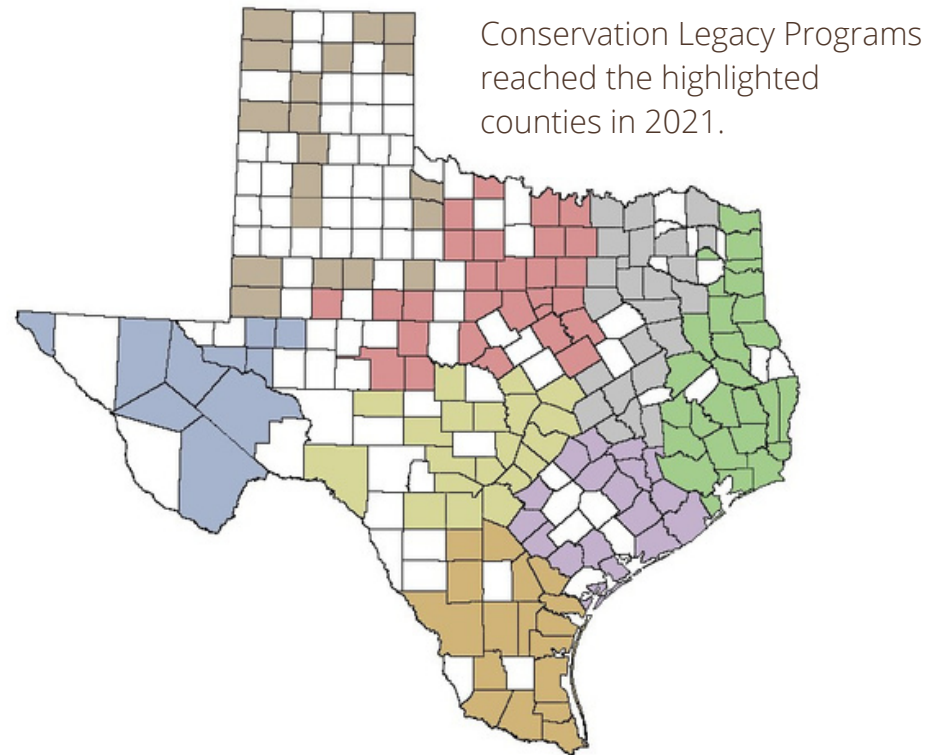 Conservation Legacy Programs
reached the highlighted
counties in 2021.